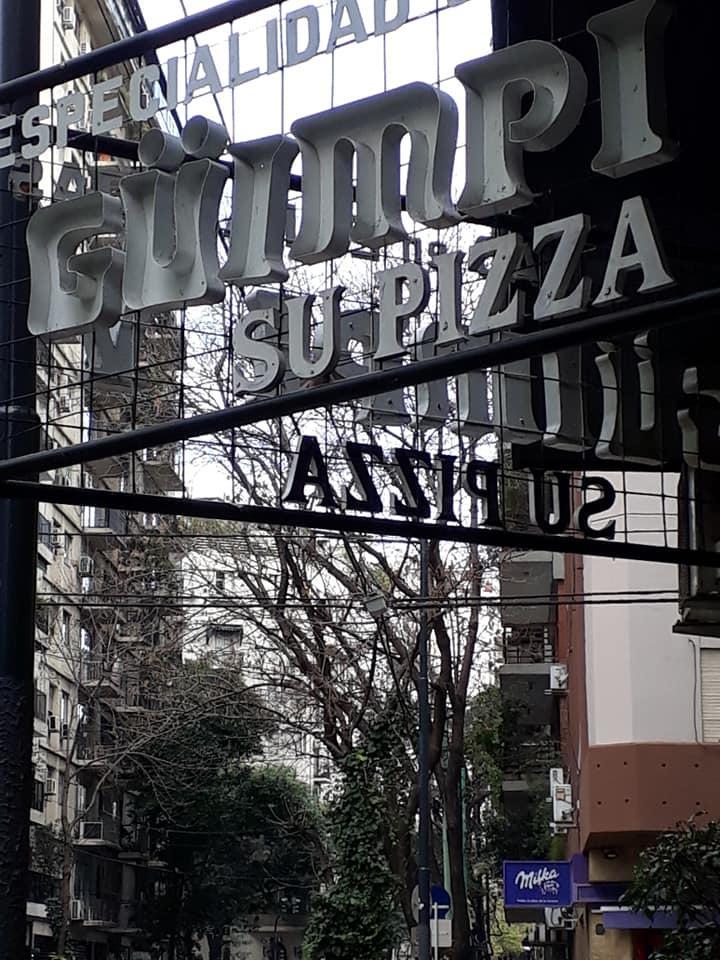 ESPECIALIDAD
GÜIMPI
SU PIZZA
SU PIZZA
Milka